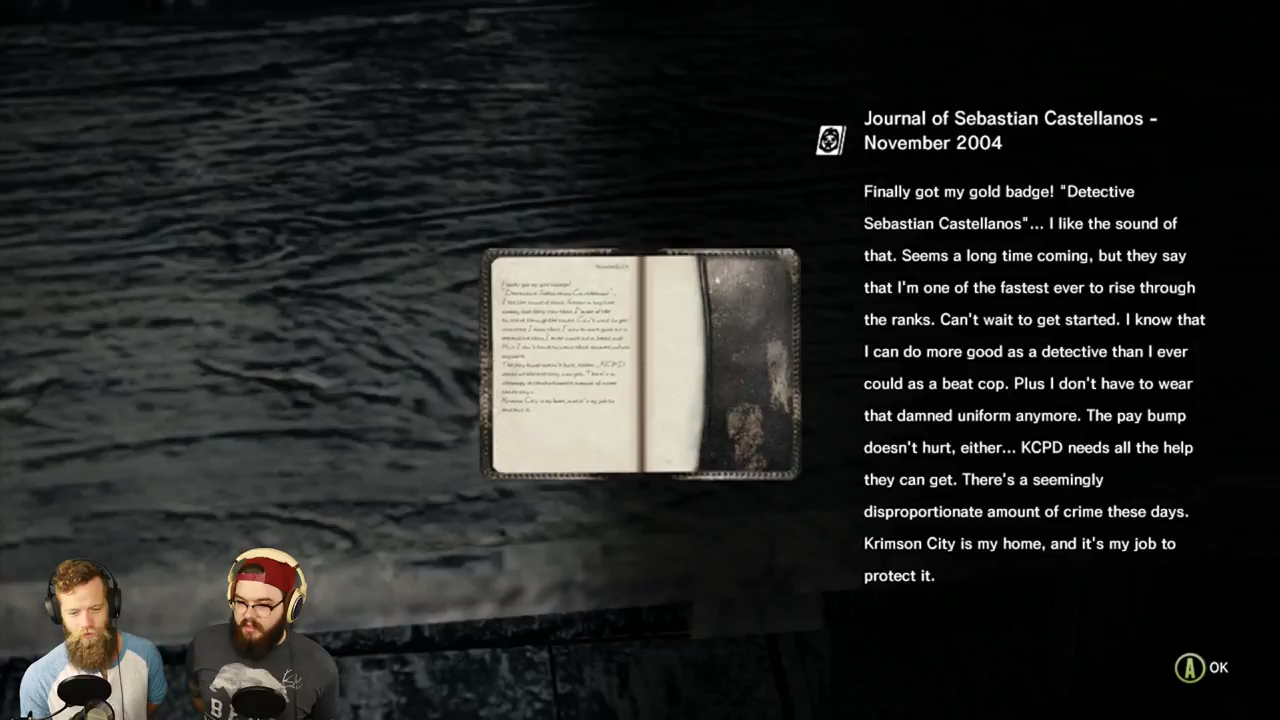 Journal of Sebastian Castellanos -
November 2004
Finally got my gold badge! "Detective
Sebastian Castellanos"... I like the sound of
that. Seems a long time coming, but they say
that I'm one of the fastest ever to rise through
the ranks. Can't wait to get started. I know that
I can do more good as a detective than I ever
could as a beat cop. Plus I don't have to wear
that damned uniform anymore. The pay bump
doesn't hurt, either... KCPD needs all the help
they can get. There's a seemingly
disproportionate amount of crime these days.
Krimson City is my home, and it's my job to
protect it.
A OK